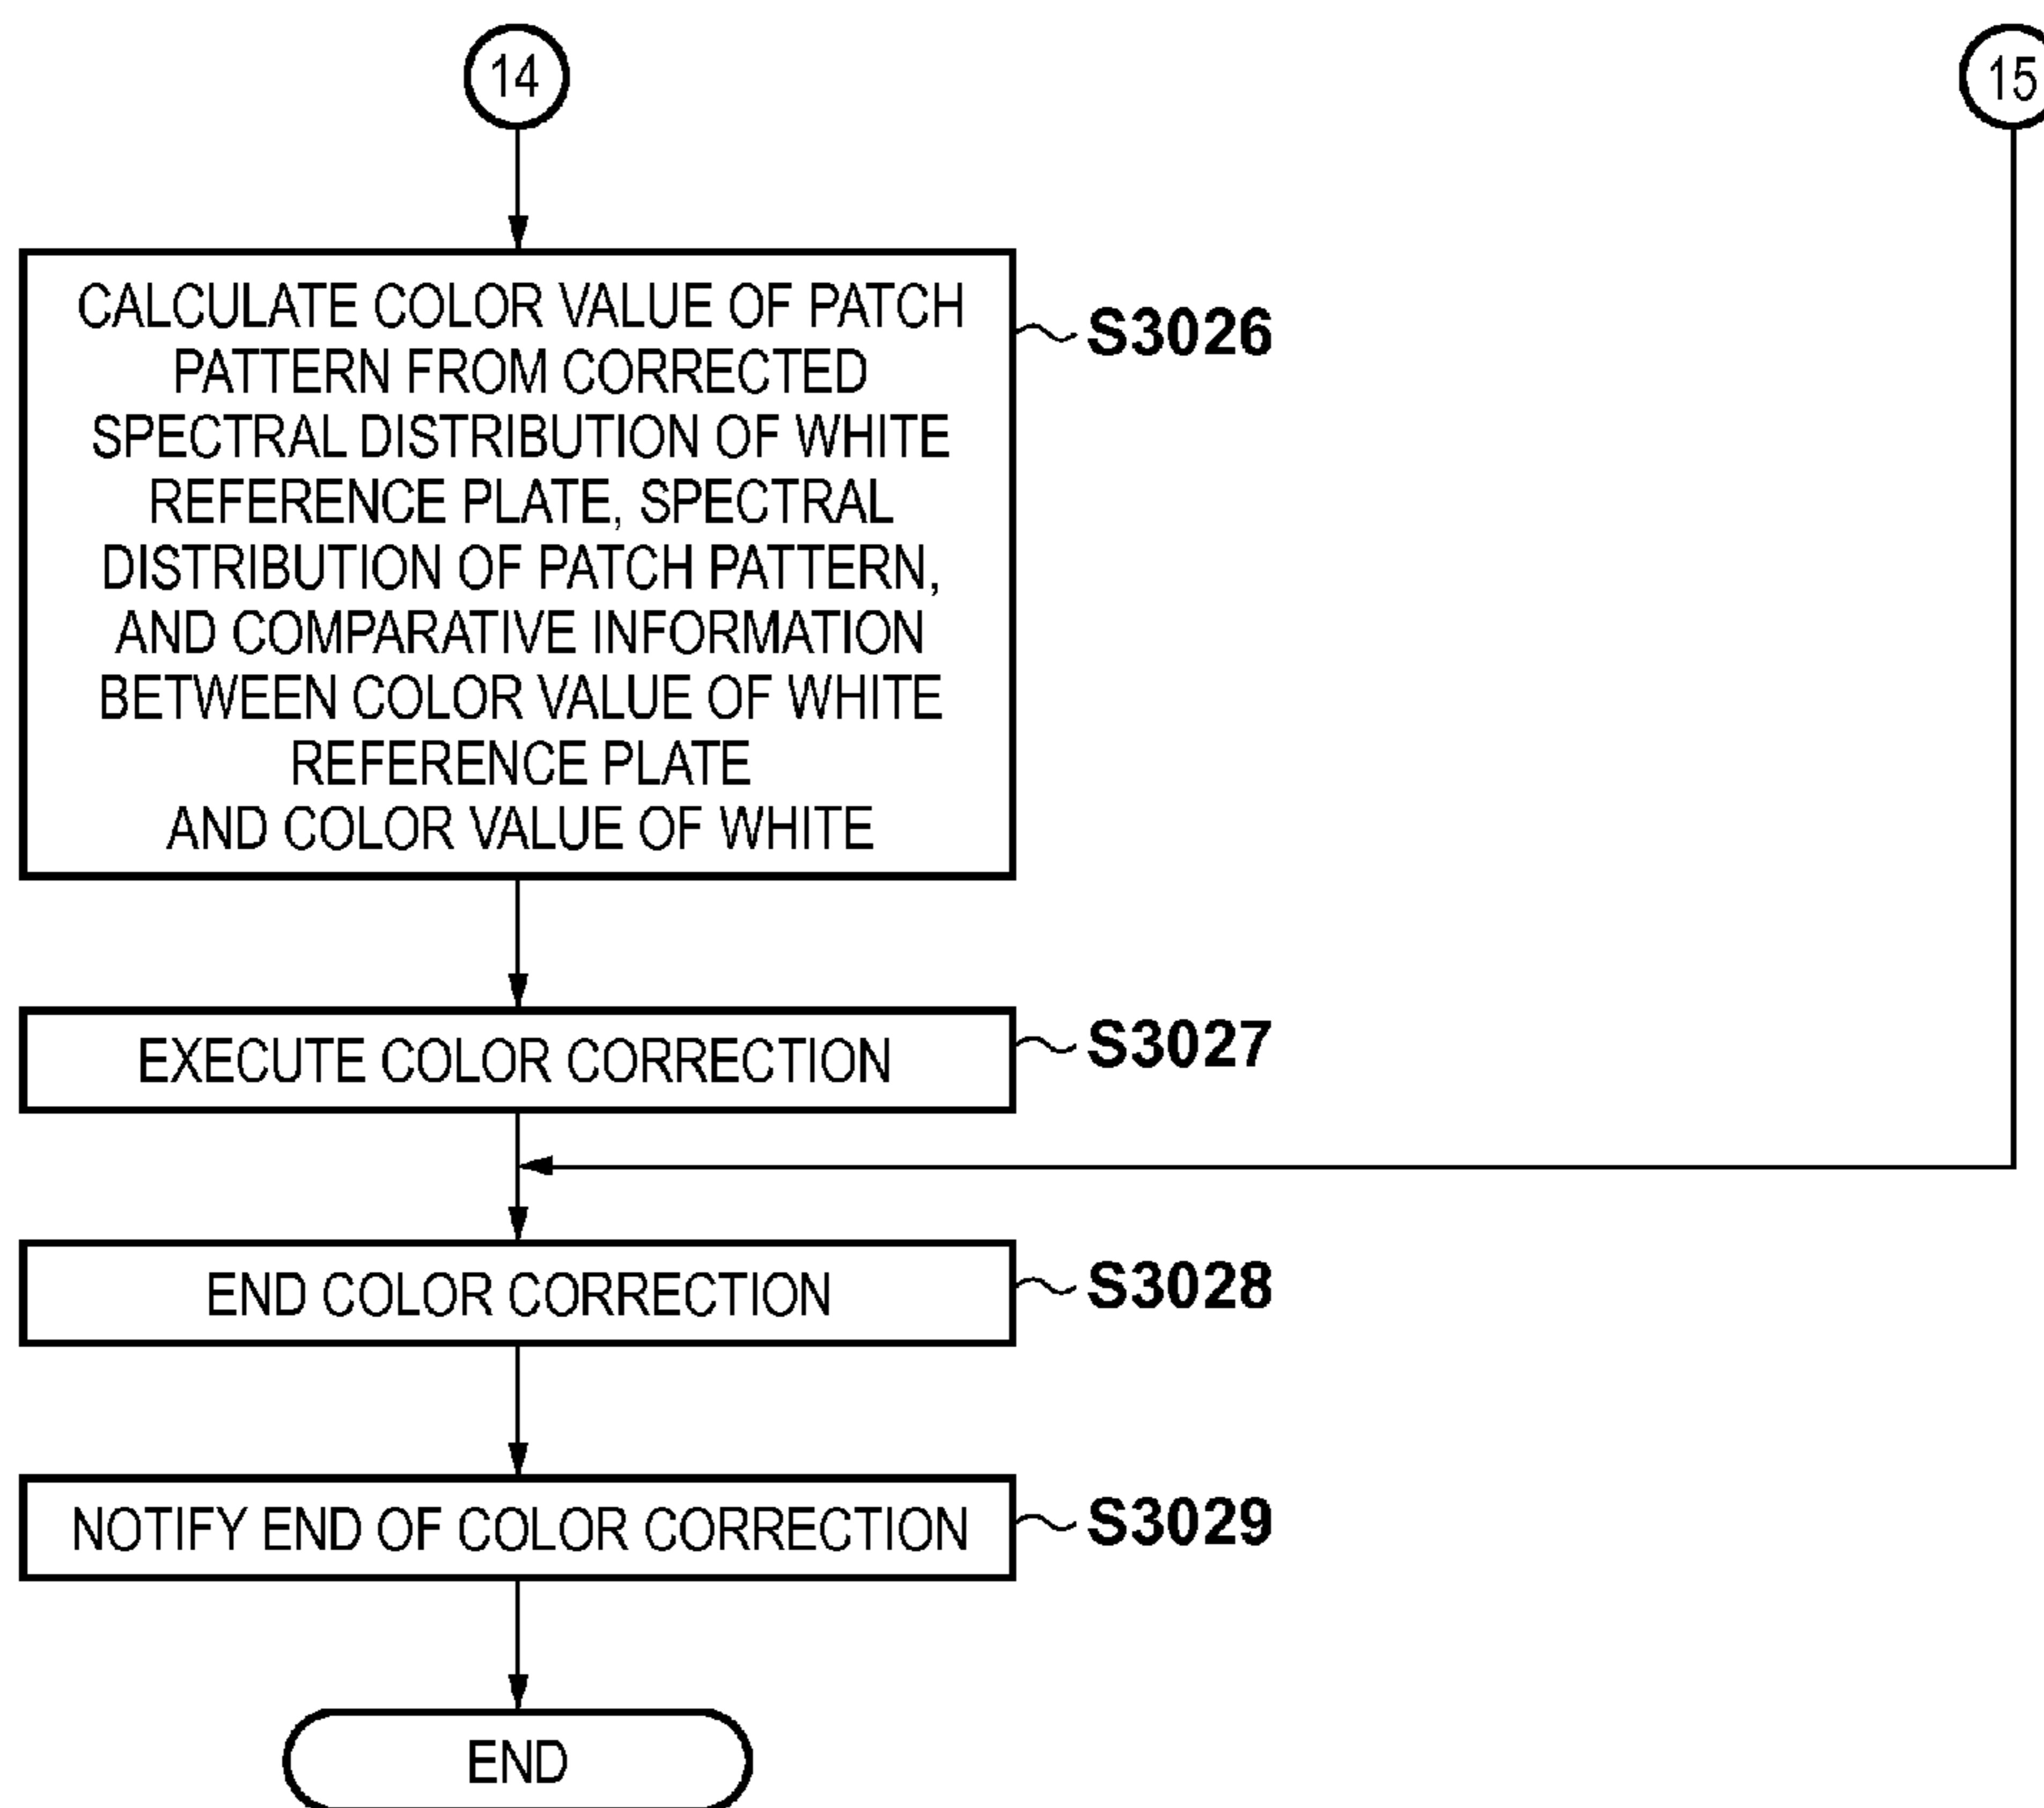 14
15
CALCULATE COLOR VALUE OF PATCH
PATTERN FROM CORRECTED
SPECTRAL DISTRIBUTION OF WHITE
REFERENCE PLATE, SPECTRAL
DISTRIBUTION OF PATCH PATTERN,
AND COMPARATIVE INFORMATION
BETWEEN COLOR VALUE OF WHITE
REFERENCE PLATE
AND COLOR VALUE OF WHITE
S3026
EXECUTE COLOR CORRECTION
S3027
END COLOR CORRECTION
S3028
NOTIFY END OF COLOR CORRECTION
S3029
END